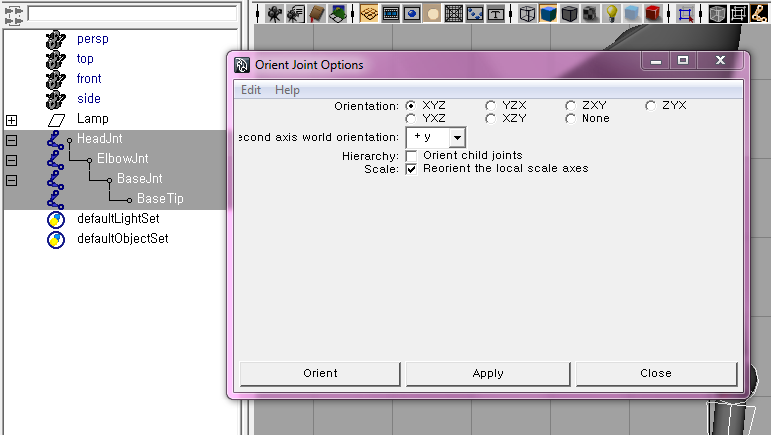 persp
top
front
side
Lamp
HeadJnt
ElbowJnt
BaseJnt
BaseTip
defaultLightSet
defaultObjectSet
Orient Joint Options
Edit Help
Orientation: XYZ YZX ZXY ZYX
YXZ XZY None
econd axis world orientation: + y
Hierarchy: Orient child joints
Scale: Reorient the local scale axes
Orient Apply Close